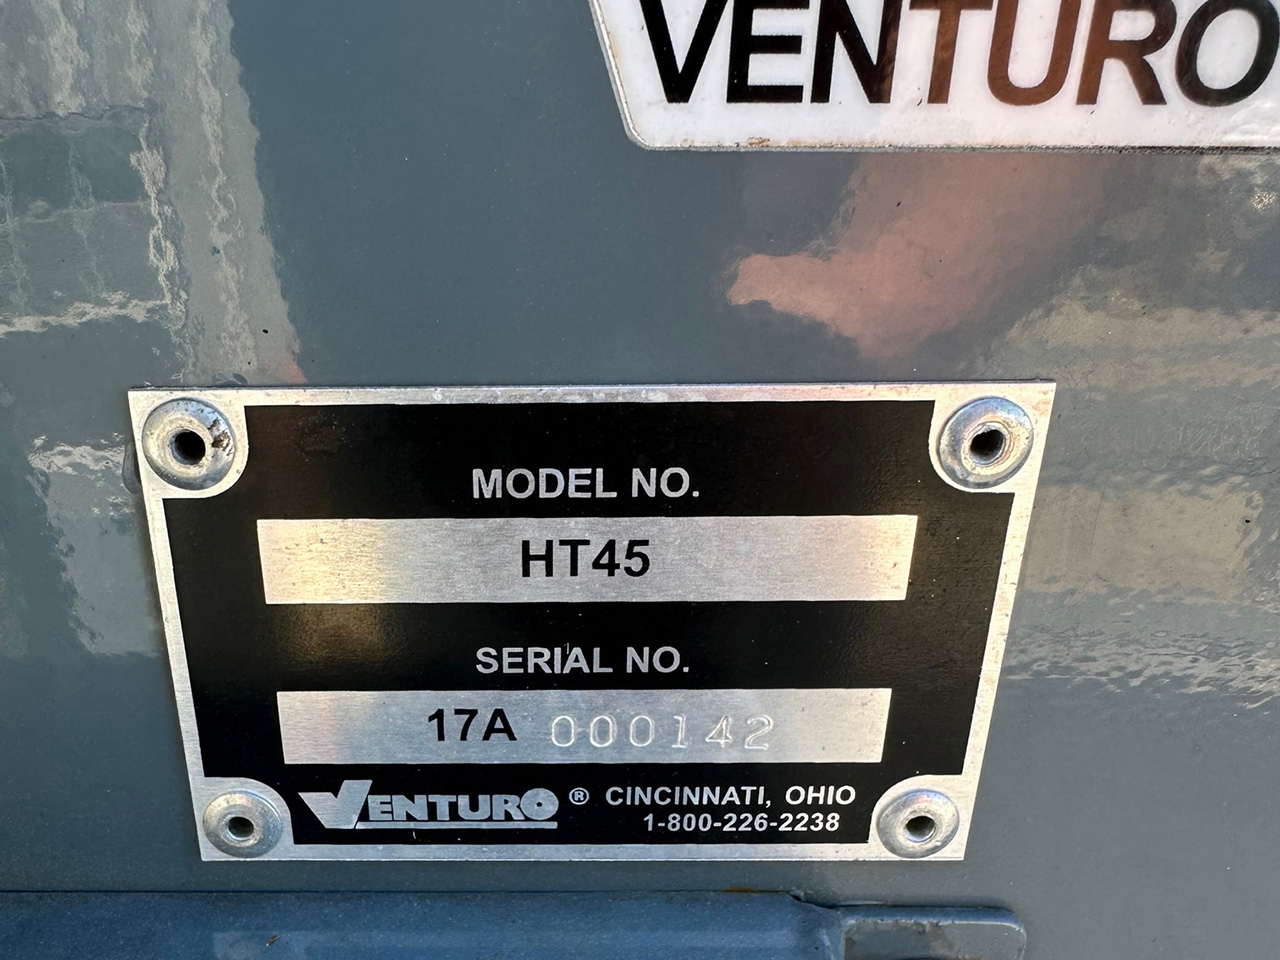 VENTURO
MODEL NO.
HT45
SERIAL NO.
17A 000142
VENTURO ® CINCINNATI, OHIO
1-800-226-2238